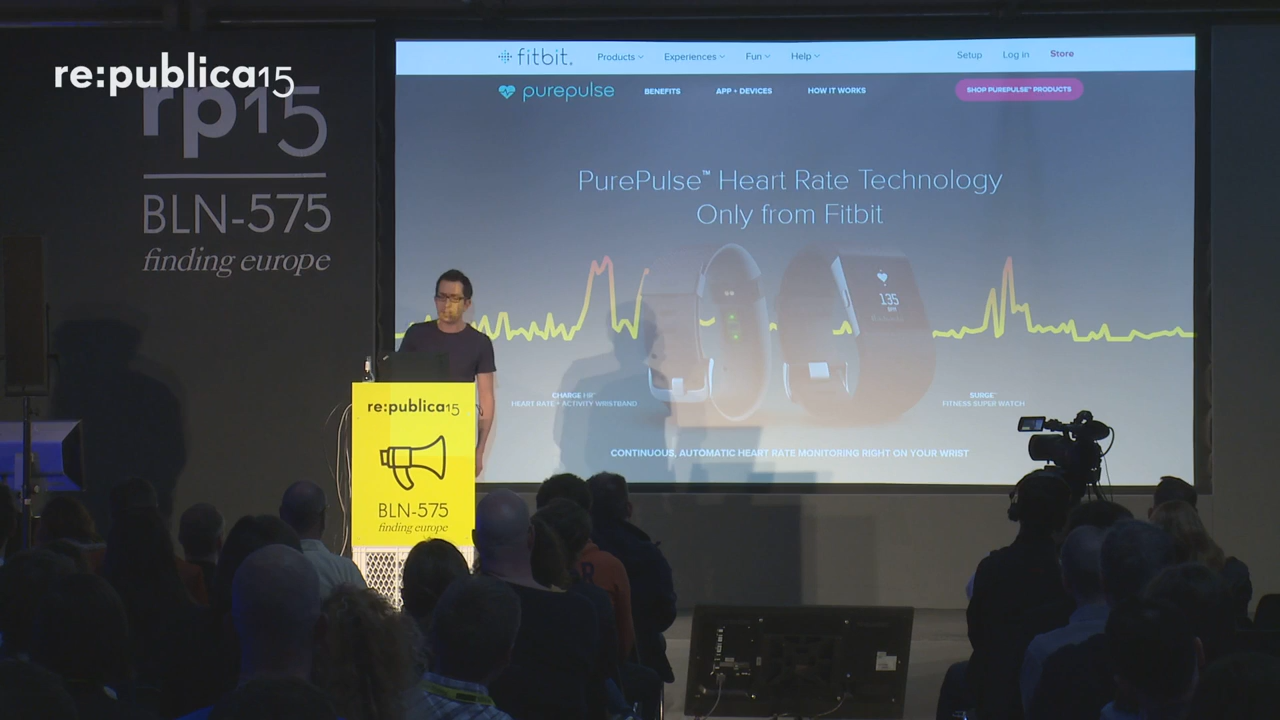 re:publica15
rp15
BLN-575
finding europe
fitbit.
Products Experiences Fun Help
Setup Log in Store
purepulse
BENEFITS APP + DEVICES HOW IT WORKS
SHOP PUREPULSE™ PRODUCTS
PurePulse™ Heart Rate Technology
Only from Fitbit
135
BPM
CHARGE HR™
HEART RATE + ACTIVITY WRISTBAND
SURGE™
FITNESS SUPER WATCH
CONTINUOUS, AUTOMATIC HEART RATE MONITORING RIGHT ON YOUR WRIST
re:publica15
BLN-575
finding europe